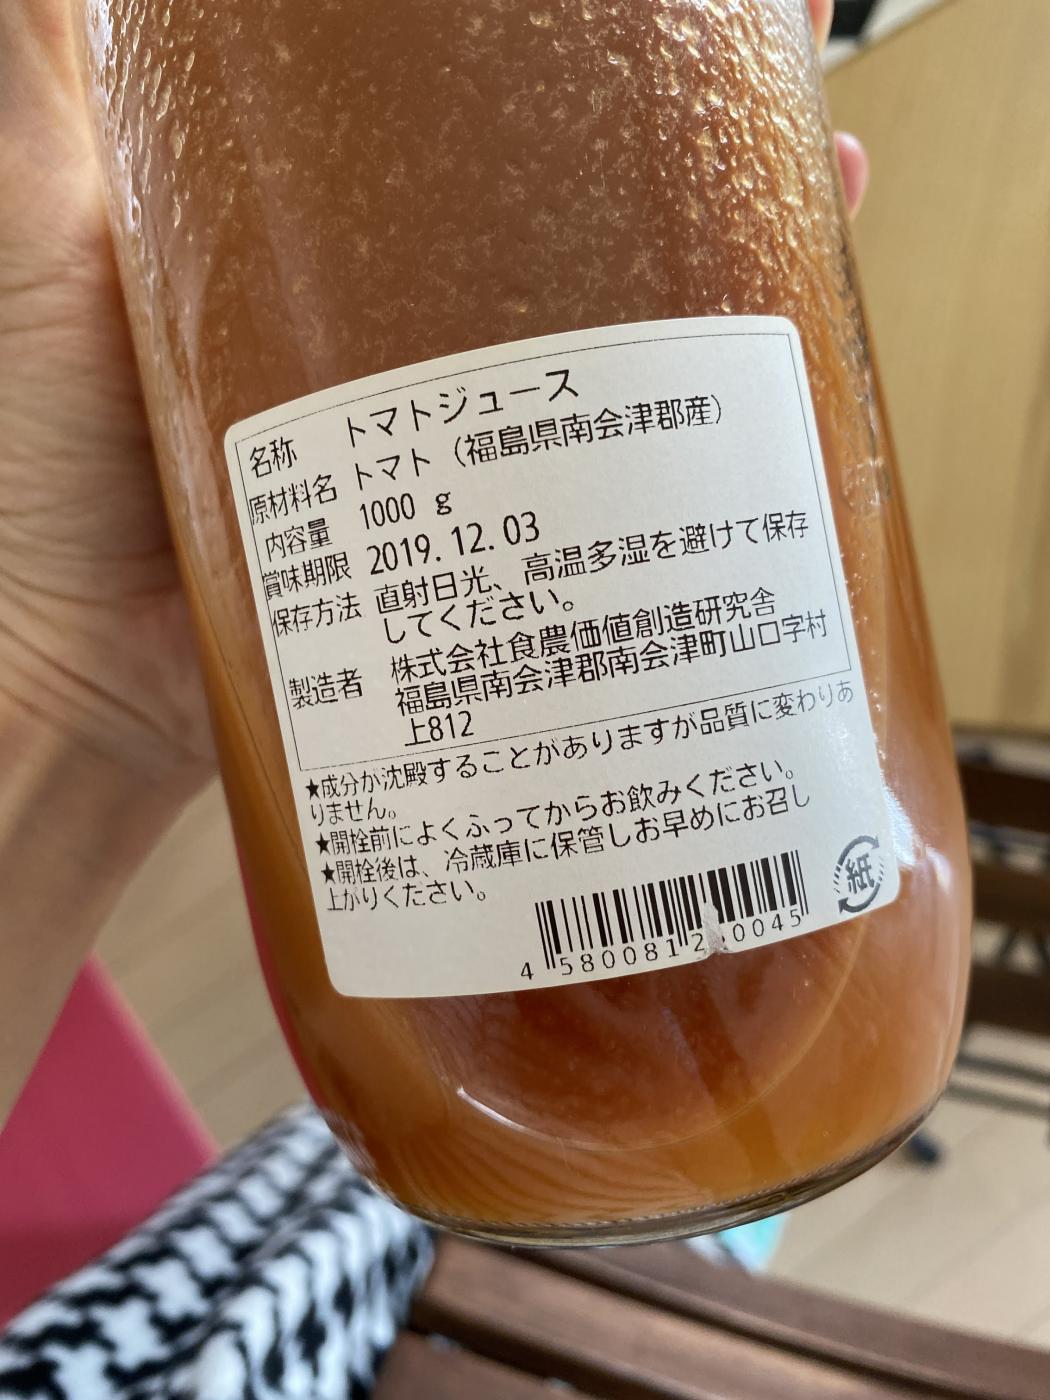 名称 トマトジュース
原材料名 トマト（福島県南会津郡産）
内容量 1000 g
賞味期限 2019.12.03
保存方法 直射日光、高温多湿を避けて保存
してください。
製造者 株式会社食農価値創造研究舎
福島県南会津郡南会津町山口字村
上812
★成分が沈殿することがありますが品質に変わりあ
りません。
★開栓前によくふってからお飲みください。
★開栓後は、冷蔵庫に保管しお早めにお召し
上がりください。
紙
4 580081 2 0045